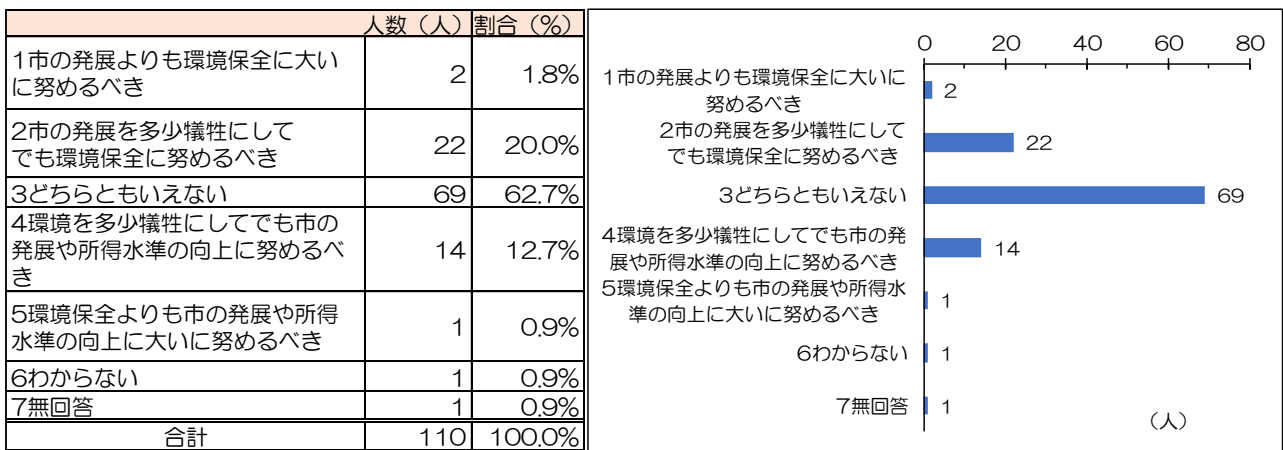 人数（人） 割合（％）
1市の発展よりも環境保全に大い
に努めるべき
2 1.8%
2市の発展を多少犠牲にして
でも環境保全に努めるべき
22 20.0%
3どちらともいえない 69 62.7%
4環境を多少犠牲にしてでも市の
発展や所得水準の向上に努めるべ
き
14 12.7%
5環境保全よりも市の発展や所得
水準の向上に大いに努めるべき
1 0.9%
6わからない 1 0.9%
7無回答 1 0.9%
合計 110 100.0%
0 20 40 60 80
1市の発展よりも環境保全に大いに
努めるべき
2
2市の発展を多少犠牲にして
でも環境保全に努めるべき
22
3どちらともいえない 69
4環境を多少犠牲にしてでも市の発
展や所得水準の向上に努めるべき
14
5環境保全よりも市の発展や所得水
準の向上に大いに努めるべき
1
6わからない 1
7無回答 1
（人）